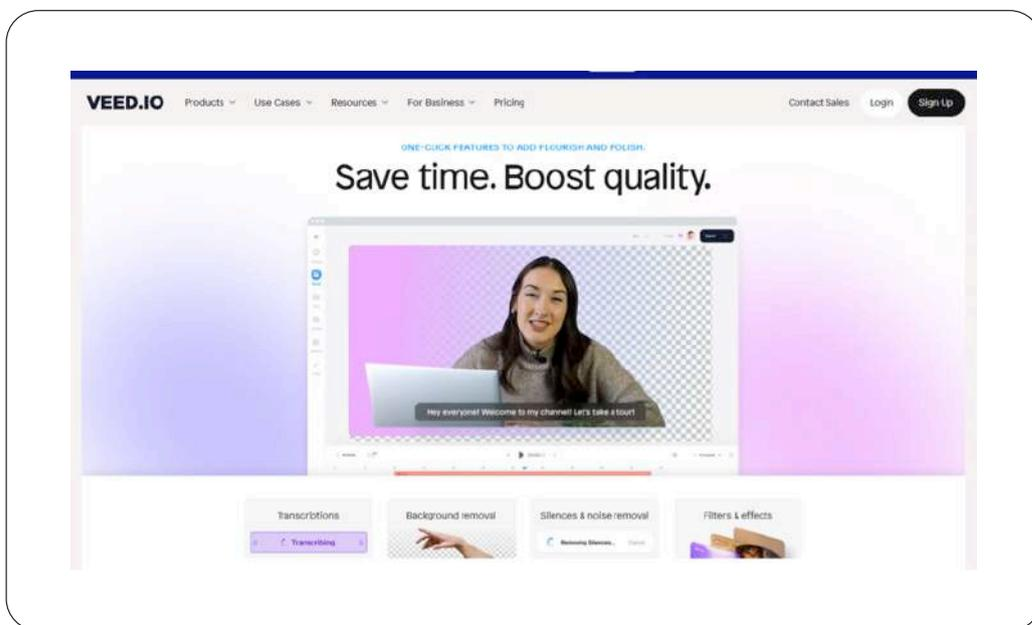 VEED.IO Products Use Cases Resources For Business Pricing Contact Sales Login Sign Up
ONE-CLICK FEATURES TO ADD FLOURISH AND POLISH.
Save time. Boost quality.
Hey everyone! Welcome to my channel! Let's take a tour!
Transcriptions Background removal Silences & noise removal Filters & effects
Transcribing Removing Silences.. Cancel